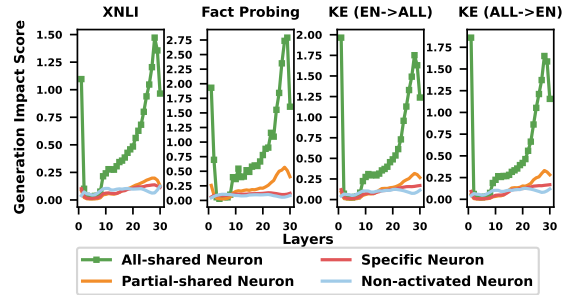 XNLI
Fact Probing
KE (EN->ALL)
KE (ALL->EN)
Generation Impact Score
1.50
1.25
1.00
0.75
0.50
0.25
0.00
0 10 20 30
2.75
2.50
2.25
2.00
1.75
1.50
1.25
1.00
0.75
0.50
0.25
0.00
0 10 20 30
2.00
1.75
1.50
1.25
1.00
0.75
0.50
0.25
0.00
0 10 20 30
1.75
1.50
1.25
1.00
0.75
0.50
0.25
0.00
0 10 20 30
Layers
All-shared Neuron
Partial-shared Neuron
Specific Neuron
Non-activated Neuron